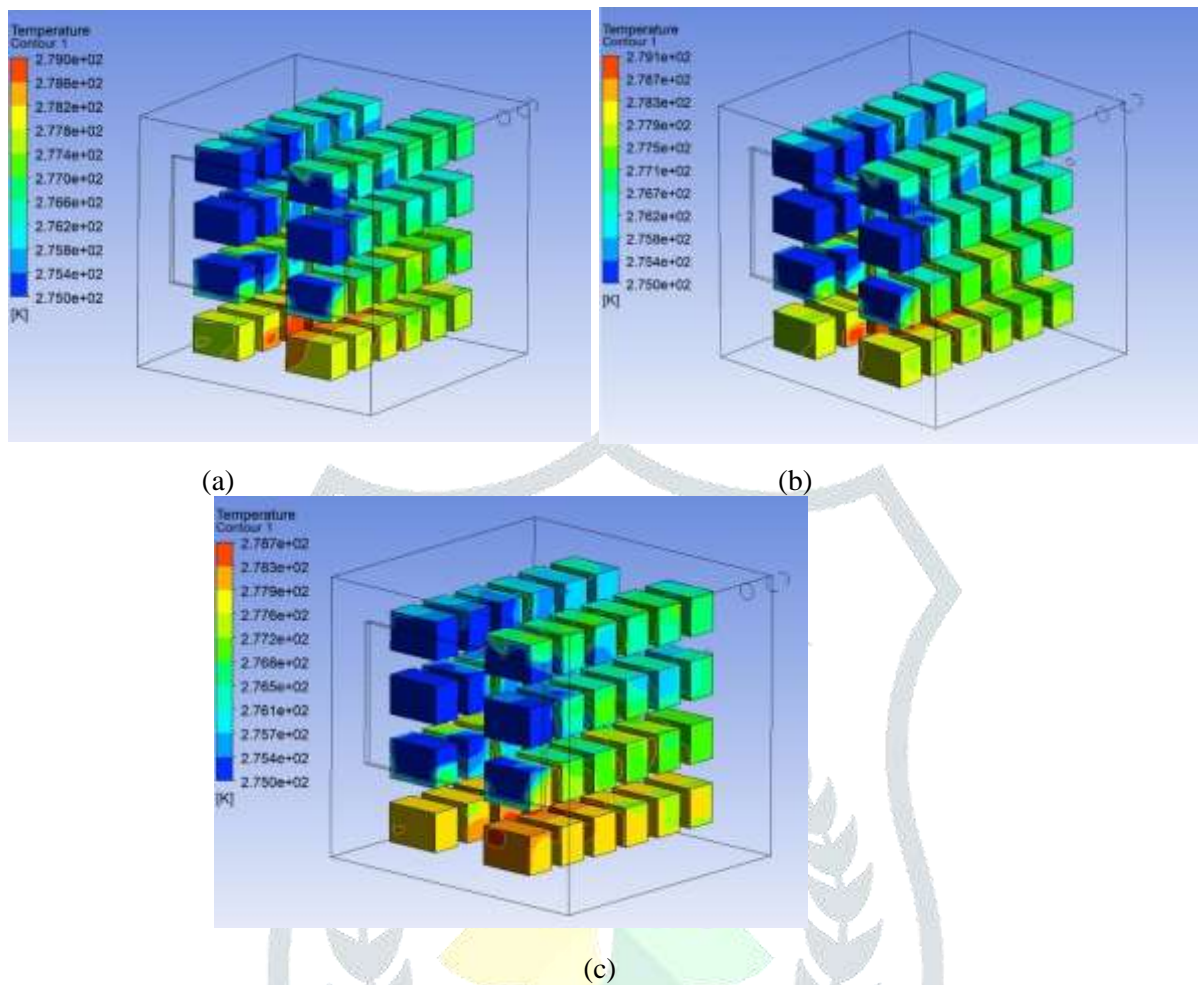 Temperature
Contour 1
2.790e+02
2.786e+02
2.782e+02
2.778e+02
2.774e+02
2.770e+02
2.766e+02
2.762e+02
2.758e+02
2.754e+02
2.750e+02
[K]
Temperature
Contour 1
2.791e+02
2.787e+02
2.783e+02
2.779e+02
2.775e+02
2.771e+02
2.767e+02
2.762e+02
2.758e+02
2.754e+02
2.750e+02
[K]
(a)
(b)
Temperature
Contour 1
2.787e+02
2.783e+02
2.779e+02
2.776e+02
2.772e+02
2.768e+02
2.765e+02
2.761e+02
2.757e+02
2.754e+02
2.750e+02
[K]
(c)